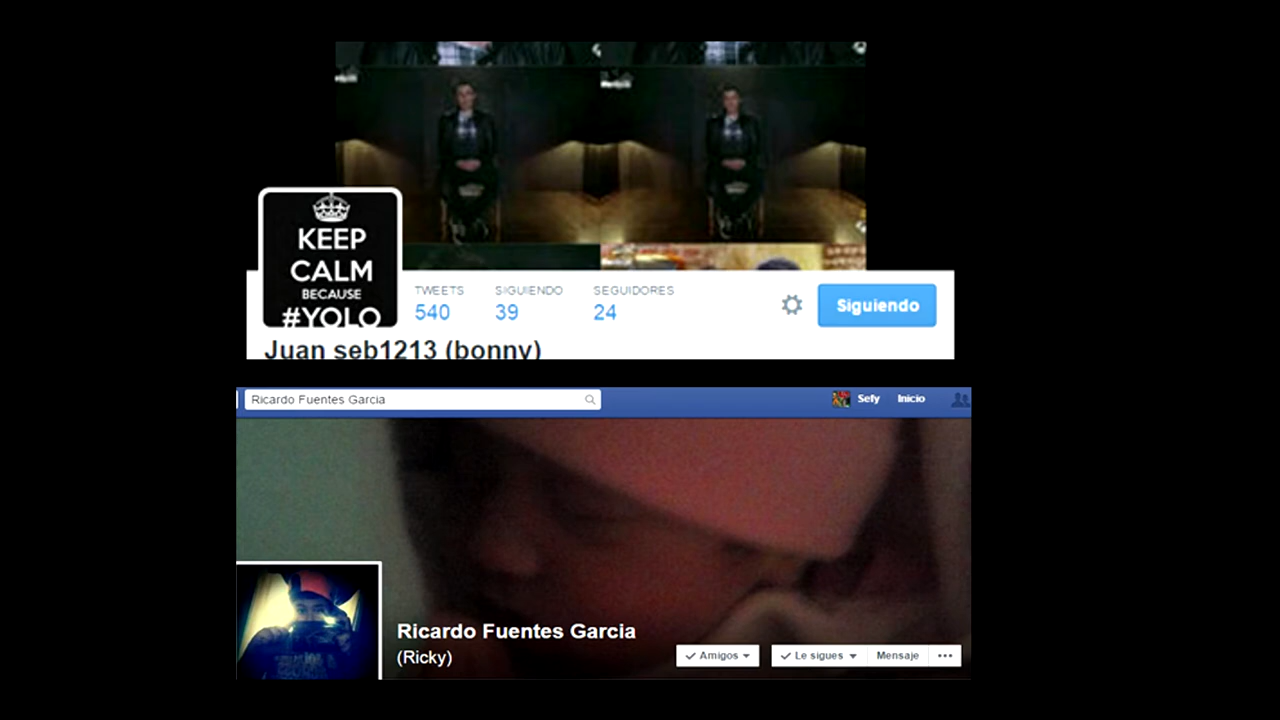 KEEP
CALM
BECAUSE
#YOLO
TWEETS SIGUIENDO SEGUIDORES
540 39 24
Siguiendo
Juan seb1213 (bonny)
Ricardo Fuentes Garcia
Sefy Inicio
Ricardo Fuentes Garcia
(Ricky)
Amigos Le sigues Mensaje